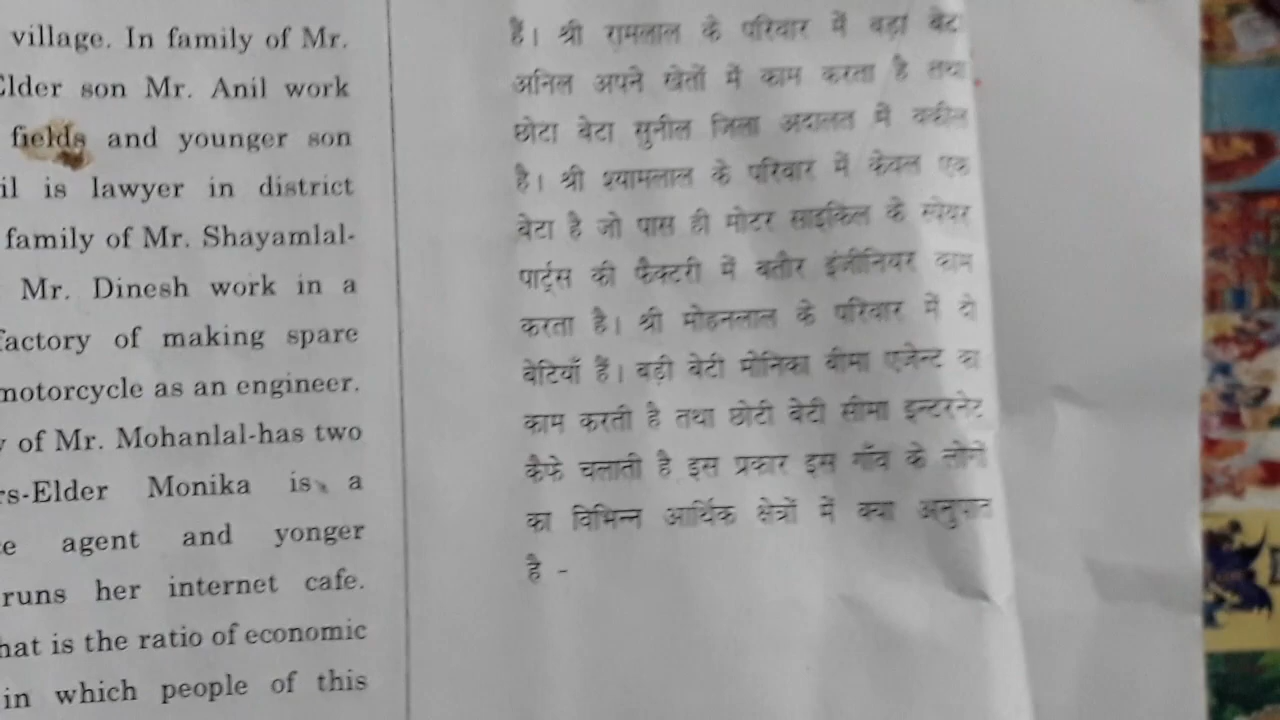 village. In family of Mr.
Elder son Mr. Anil work
fields and younger son
il is lawyer in district
family of Mr. Shayamlal-
Mr. Dinesh work in a
factory of making spare
motorcycle as an engineer.
of Mr. Mohanlal-has two
rs-Elder Monika is a
agent and yonger
runs her internet cafe.
hat is the ratio of economic
in which people of this
हैं। श्री रामलाल के परिवार में बड़ा बेट
अनिल अपने खेतों में काम करता है तथा
छोटा बेटा सुनील जिला अदालत में वकील
है। श्री श्यामलाल के परिवार में केवल एक
बेटा है जो पास ही मोटर साइकिल के स्पेयर
पार्ट्स की फैक्टरी में बतौर इंजीनियर काम
करता है। श्री मोहनलाल के परिवार में दो
बेटियाँ हैं। बड़ी बेटी मोनिका बीमा एजेन्ट का
काम करती है तथा छोटी बेटी सीमा इन्टरनेट
कैफे चलाती है इस प्रकार इस गाँव के लोगों
का विभिन्न आर्थिक क्षेत्रों में क्या अनुपात
है -